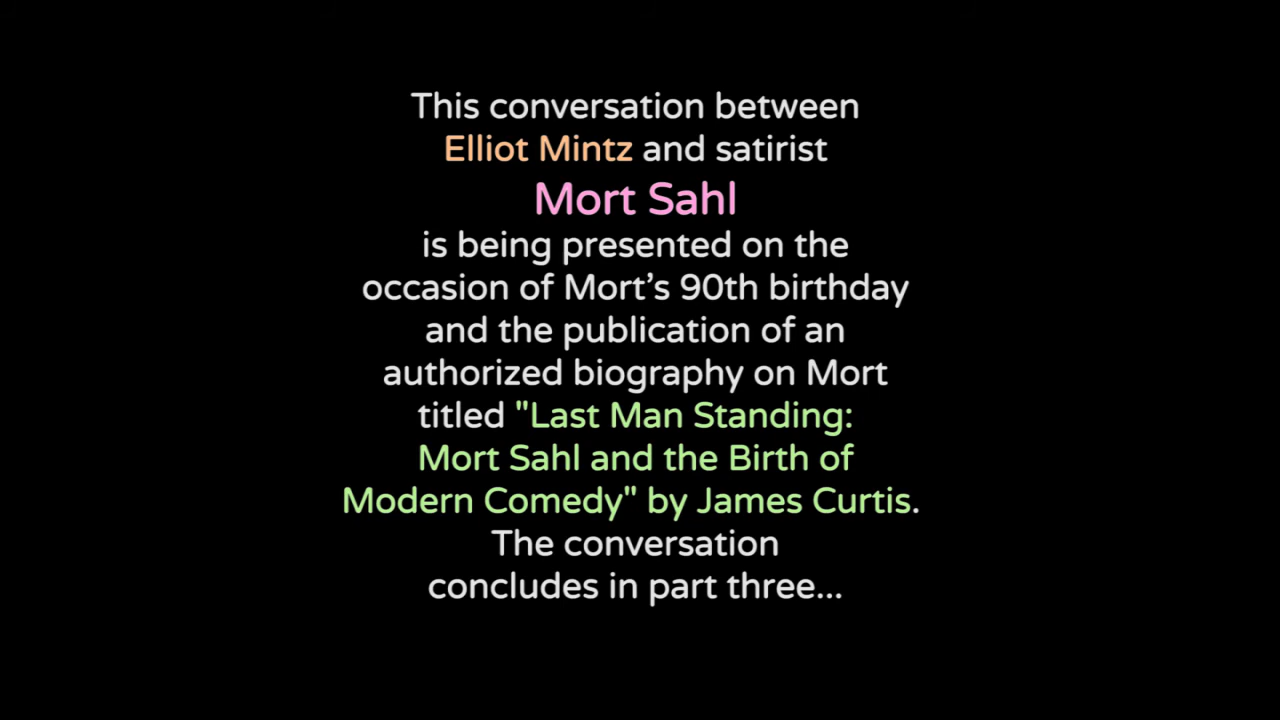 This conversation between
Elliot Mintz and satirist
Mort Sahl
is being presented on the
occasion of Mort’s 90th birthday
and the publication of an
authorized biography on Mort
titled "Last Man Standing:
Mort Sahl and the Birth of
Modern Comedy" by James Curtis.
The conversation
concludes in part three...